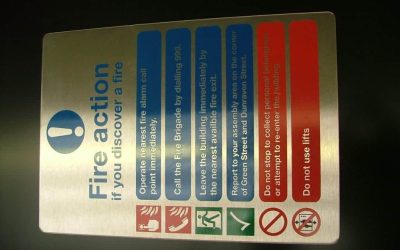 Fire action
if you discover a fire
Operate nearest fire alarm call
point immediately.
Call the Fire Brigade by dialling 999.
Leave the building immediately by
the nearest availble fire exit.
Report to your assembly area on the corner
of Green Street and Dunraven Street.
Do not stop to collect personal belongings
or attempt to re-enter the building.
Do not use lifts